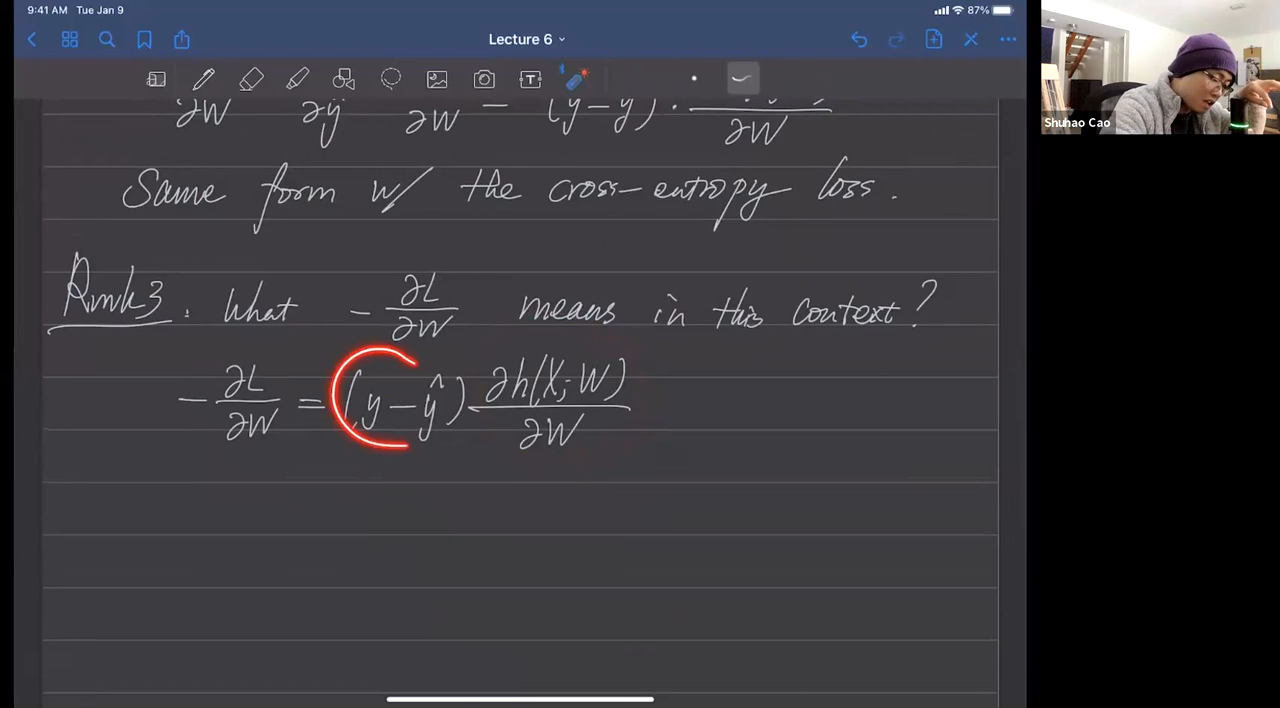 9:41 AM Tue Jan 9 87%
Lecture 6
Shuhao Cao
∂W ∂ŷ ∂W = (ŷ − y) · ∂W
Same form w/ the cross-entropy loss.
Rmk3. What −∂L/∂W means in this context?
−∂L/∂W = (y − ŷ) ∂h(X; W)/∂W